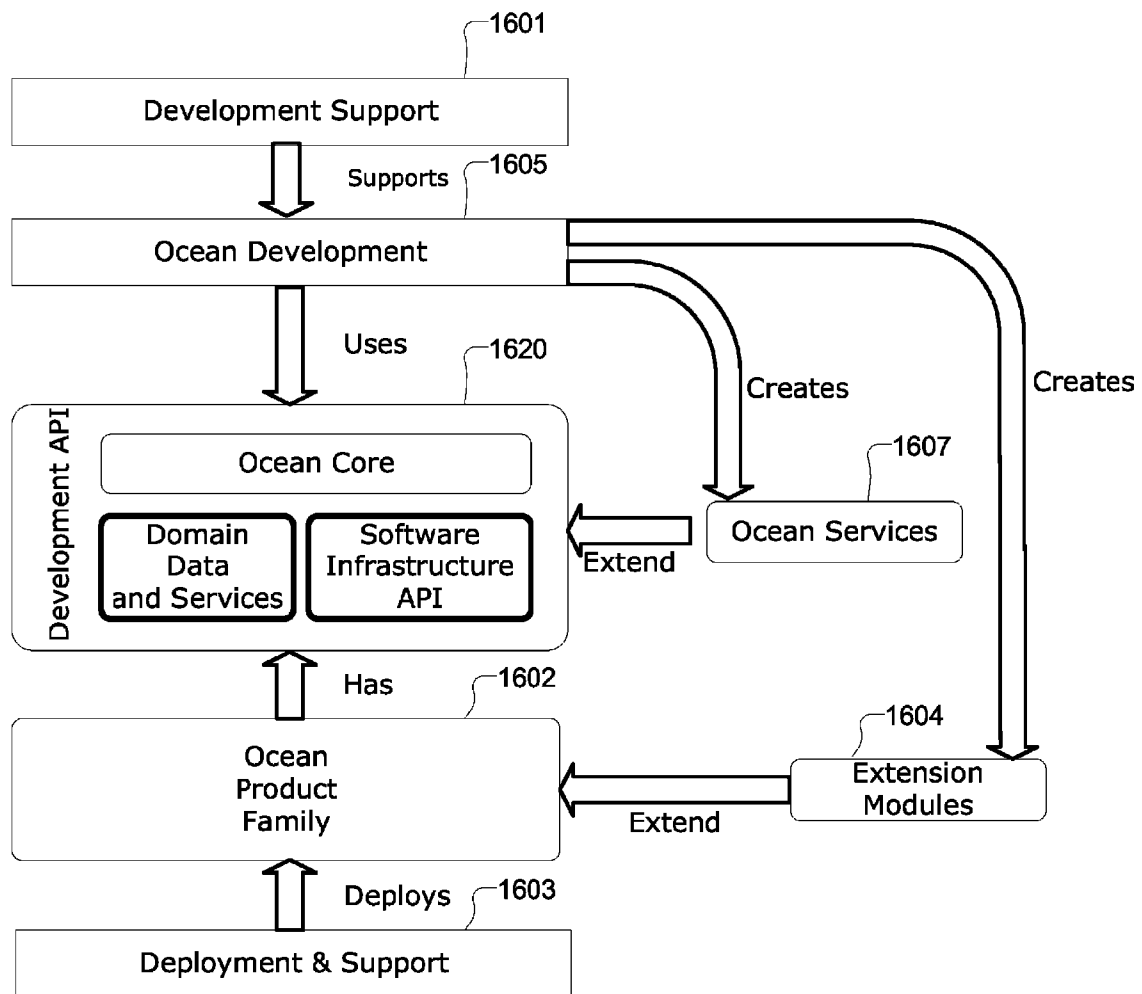 1601
Development Support
Supports
1605
Ocean Development
Uses
1620
Creates
Creates
Development API
Ocean Core
Domain
Data
and Services
Software
Infrastructure
API
1607
Ocean Services
Extend
Has
1602
Ocean
Product
Family
1604
Extension
Modules
Extend
Deploys
1603
Deployment & Support